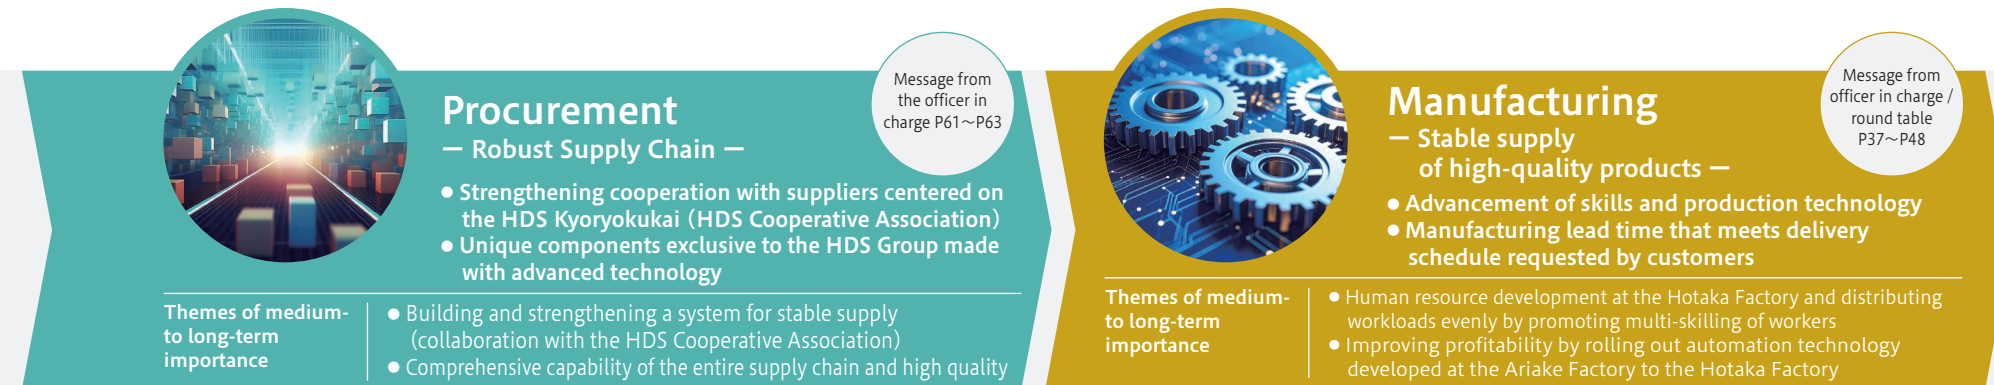 Procurement
— Robust Supply Chain —
Message from
the officer in
charge P61～P63
● Strengthening cooperation with suppliers centered on
the HDS Kyoryokukai (HDS Cooperative Association)
● Unique components exclusive to the HDS Group made
with advanced technology
Themes of medium-
to long-term
importance
● Building and strengthening a system for stable supply
(collaboration with the HDS Cooperative Association)
● Comprehensive capability of the entire supply chain and high quality
Manufacturing
— Stable supply
of high-quality products —
Message from
officer in charge /
round table
P37～P48
● Advancement of skills and production technology
● Manufacturing lead time that meets delivery
schedule requested by customers
Themes of medium-
to long-term
importance
● Human resource development at the Hotaka Factory and distributing
workloads evenly by promoting multi-skilling of workers
● Improving profitability by rolling out automation technology
developed at the Ariake Factory to the Hotaka Factory